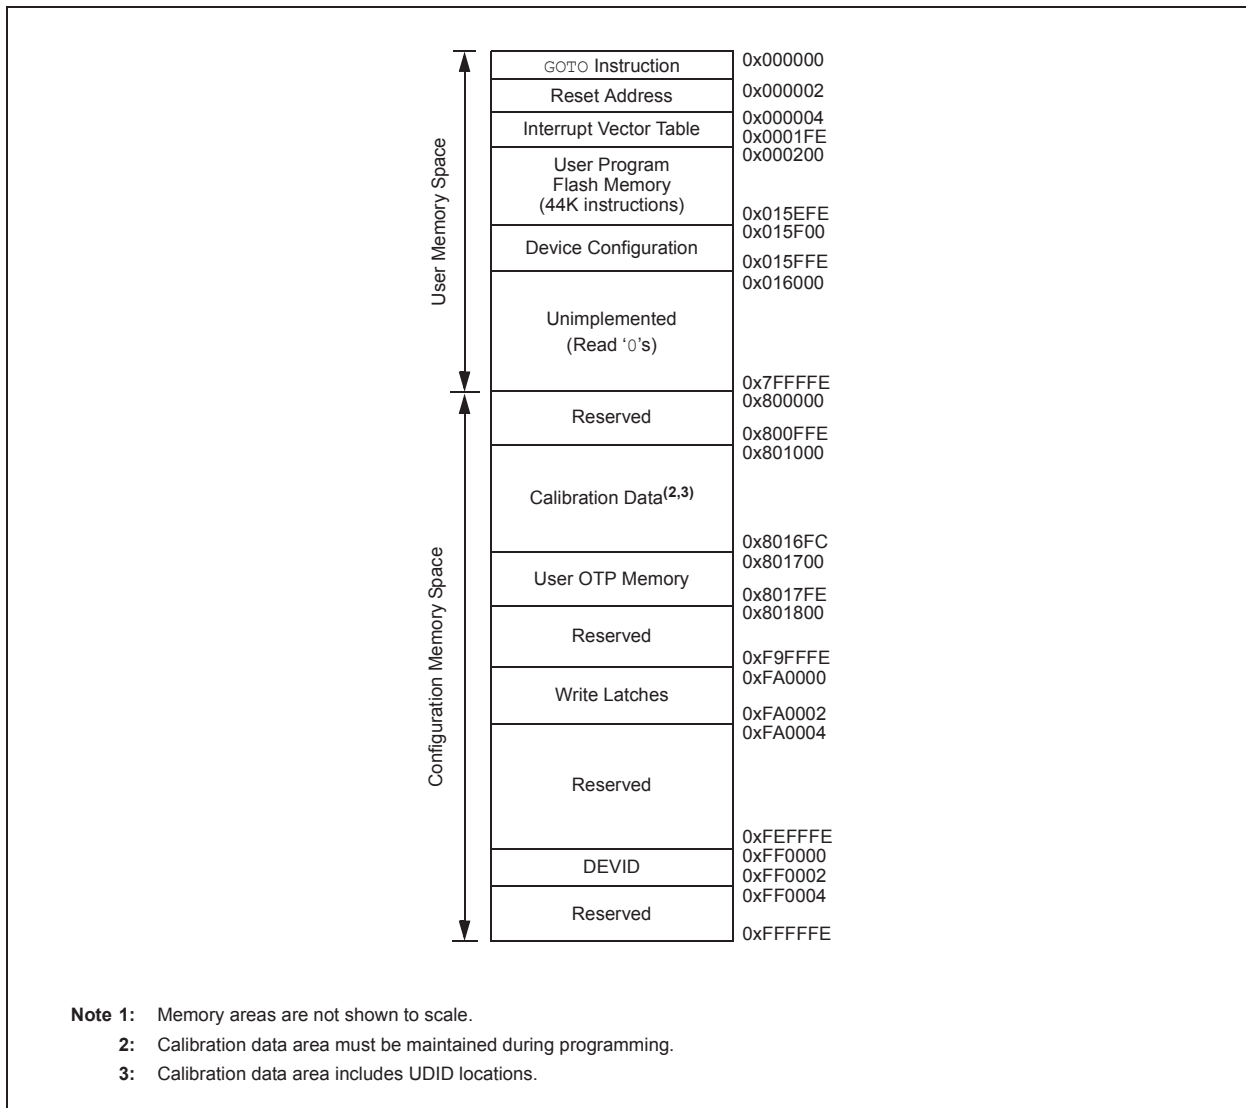 GOTO Instruction 0x000000
Reset Address 0x000002
0x000004
Interrupt Vector Table
0x0001FE
0x000200
User Program
Flash Memory
(44K instructions)
0x015EFE
0x015F00
Device Configuration
0x015FFE
0x016000
Unimplemented
(Read ‘0’s)
0x7FFFFE
User Memory Space
0x800000
Reserved
0x800FFE
0x801000
Calibration Data(2,3)
0x8016FC
0x801700
User OTP Memory
0x8017FE
0x801800
Reserved
0xF9FFFE
0xFA0000
Write Latches
0xFA0002
0xFA0004
Reserved
0xFEFFFE
0xFF0000
DEVID
0xFF0002
0xFF0004
Reserved
0xFFFFFE
Configuration Memory Space
Note 1: Memory areas are not shown to scale.
2: Calibration data area must be maintained during programming.
3: Calibration data area includes UDID locations.